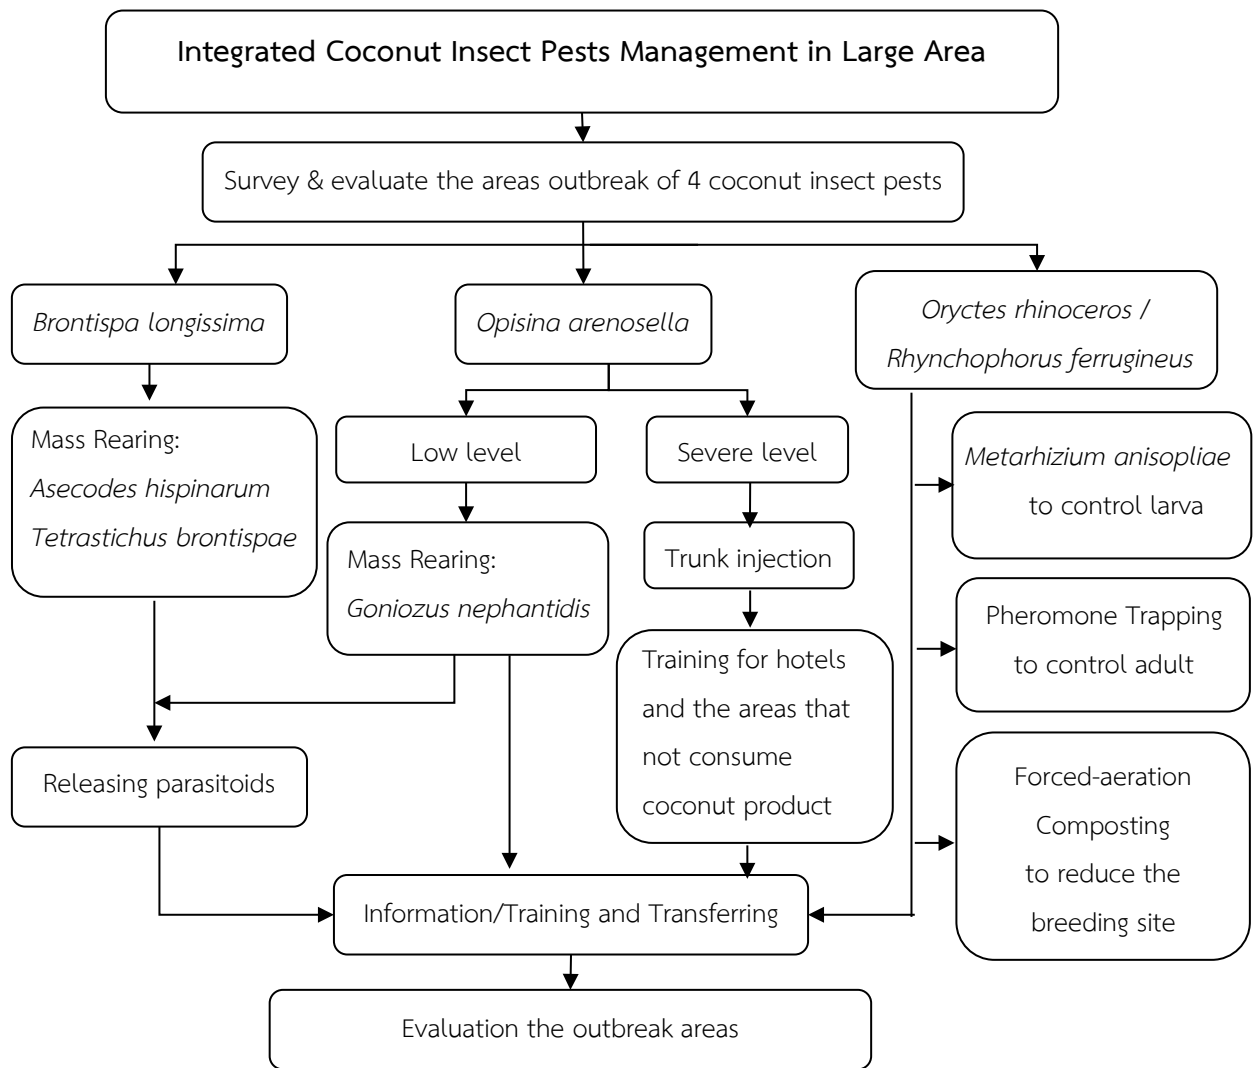 Integrated Coconut Insect Pests Management in Large Area
Survey & evaluate the areas outbreak of 4 coconut insect pests
Brontispa longissima
Opisina arenosella
Oryctes rhinoceros /
Rhynchophorus ferrugineus
Mass Rearing:
Asecodes hispinarum
Tetrastichus brontispae
Low level
Severe level
Metarhizium anisopliae
to control larva
Mass Rearing:
Goniozus nephantidis
Trunk injection
Pheromone Trapping
to control adult
Training for hotels
and the areas that
not consume
coconut product
Releasing parasitoids
Forced-aeration
Composting
to reduce the
breeding site
Information/Training and Transferring
Evaluation the outbreak areas